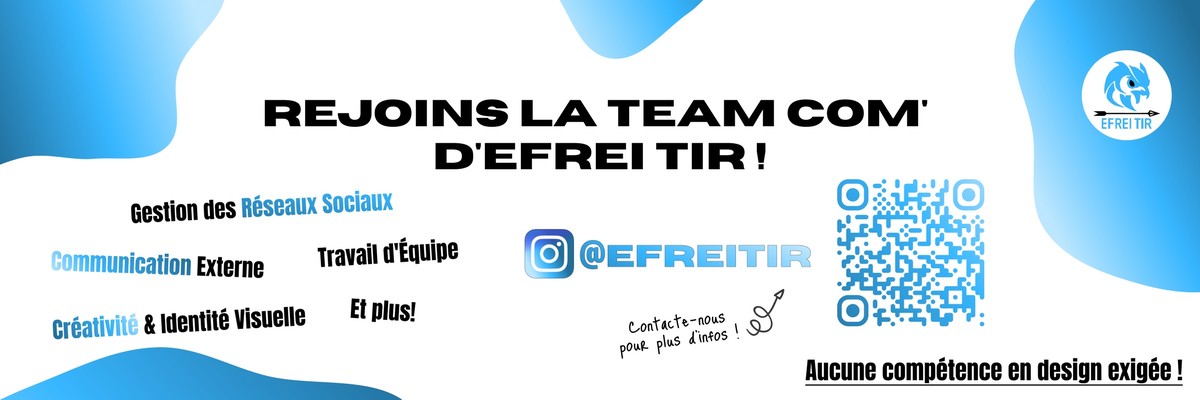 REJOINS LA TEAM COM'
D'EFREI TIR !
EFREI TIR
Gestion des Réseaux Sociaux
Communication Externe
Travail d'Équipe
Créativité & Identité Visuelle
Et plus!
@EFREITIR
Contacte-nous
pour plus d'infos !
Aucune compétence en design exigée !